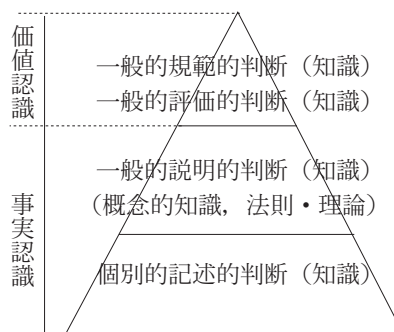 価値認識
一般的規範的判断（知識）
一般的評価的判断（知識）
事実認識
一般的説明的判断（知識）
（概念的知識，法則・理論）
個別的記述的判断（知識）